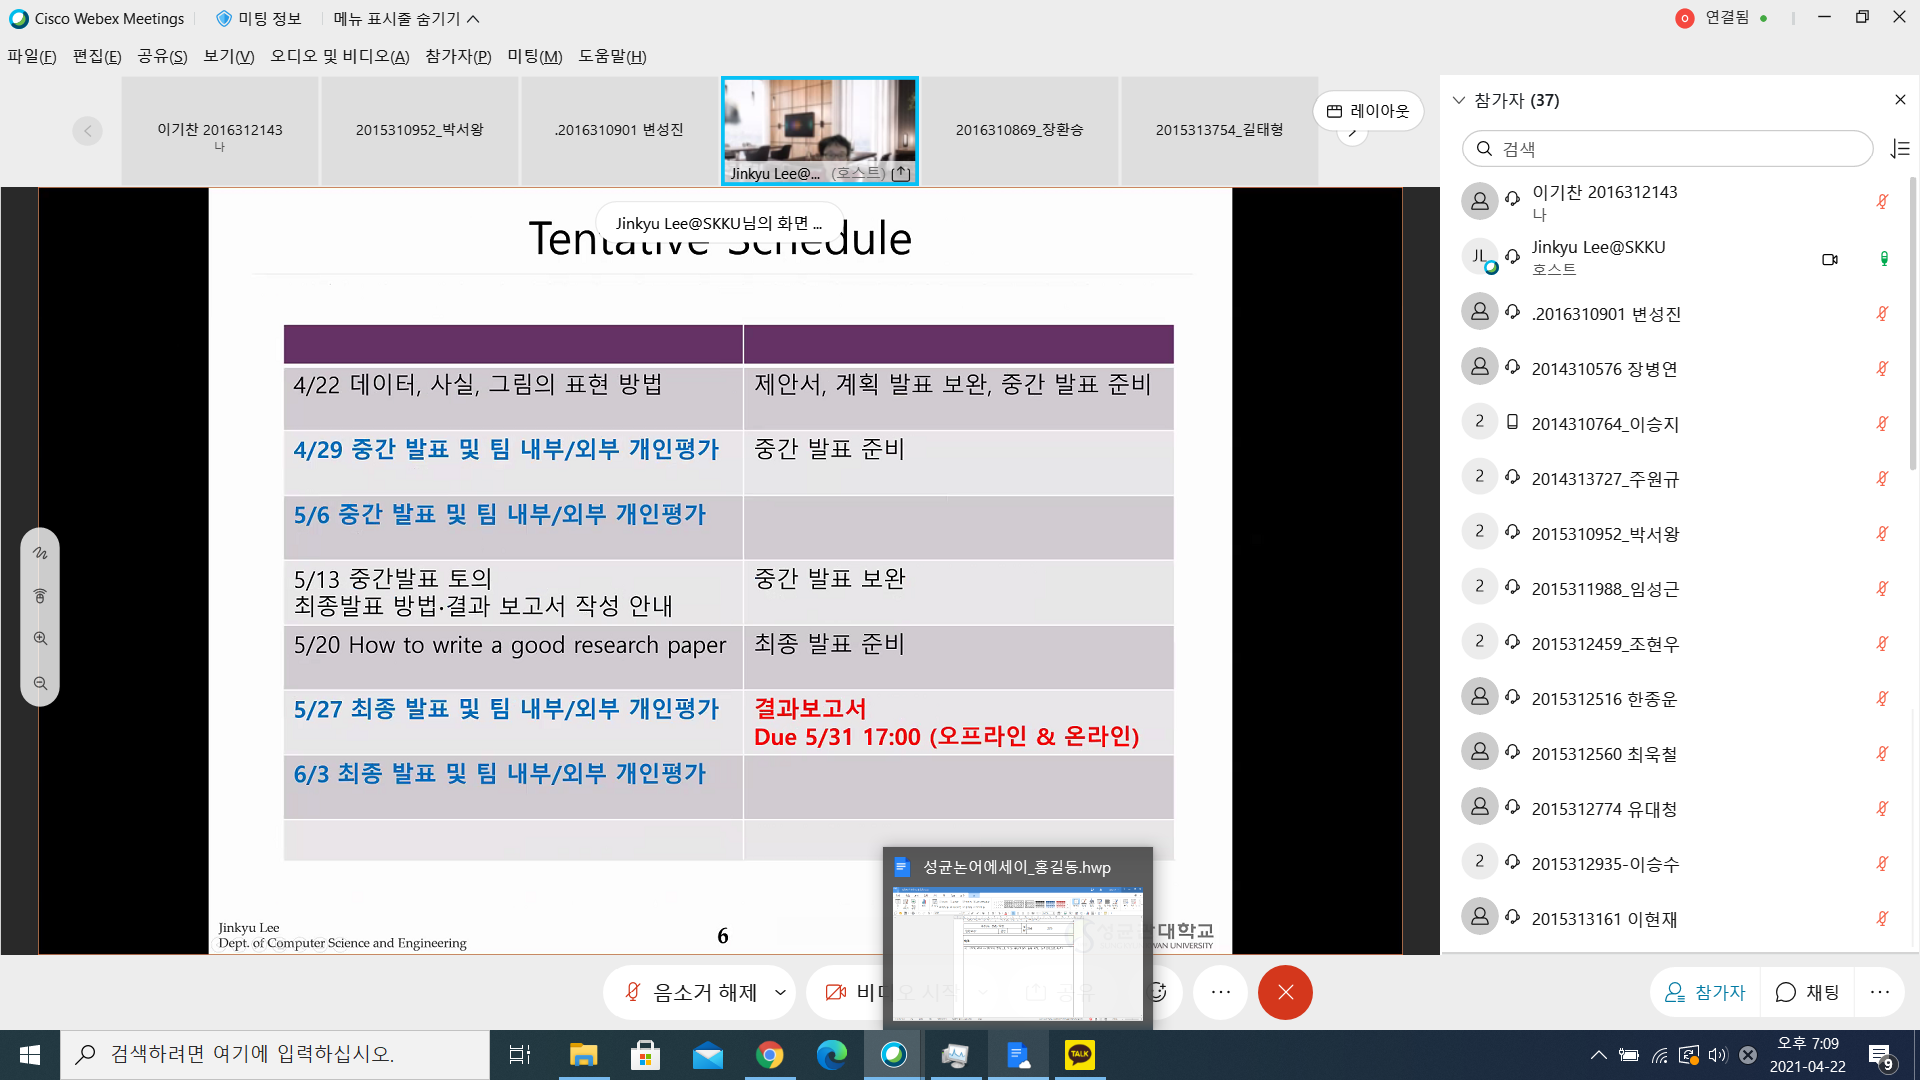 Cisco Webex Meetings
미팅 정보
메뉴 표시줄 숨기기
연결됨
파일(F) 편집(E) 공유(S) 보기(V) 오디오 및 비디오(A) 참가자(P) 미팅(M) 도움말(H)
이기찬 2016312143
나
2015310952_박서왕
.2016310901 변성진
Jinkyu Lee@... (호스트)
2016310869_장환승
2015313754_길태형
레이아웃
Jinkyu Lee@SKKU님의 화면 ...
Tentative Schedule
4/22 데이터, 사실, 그림의 표현 방법
제안서, 계획 발표 보완, 중간 발표 준비
4/29 중간 발표 및 팀 내부/외부 개인평가
중간 발표 준비
5/6 중간 발표 및 팀 내부/외부 개인평가
5/13 중간발표 토의
최종발표 방법·결과 보고서 작성 안내
중간 발표 보완
5/20 How to write a good research paper
최종 발표 준비
5/27 최종 발표 및 팀 내부/외부 개인평가
결과보고서
Due 5/31 17:00 (오프라인 & 온라인)
6/3 최종 발표 및 팀 내부/외부 개인평가
Jinkyu Lee
Dept. of Computer Science and Engineering
6
성균논어에세이_홍길동.hwp
참가자 (37)
검색
이기찬 2016312143
나
JL
Jinkyu Lee@SKKU
호스트
.2016310901 변성진
2014310576 장병연
2 2014310764_이승지
2 2014313727_주원규
2 2015310952_박서왕
2 2015311988_임성근
2 2015312459_조현우
2015312516 한종운
2015312560 최욱철
2015312774 유대청
2 2015312935-이승수
2015313161 이현재
음소거 해제
비디오 시작
공유
참가자
채팅
검색하려면 여기에 입력하십시오.
TALK
오후 7:09
2021-04-22
9